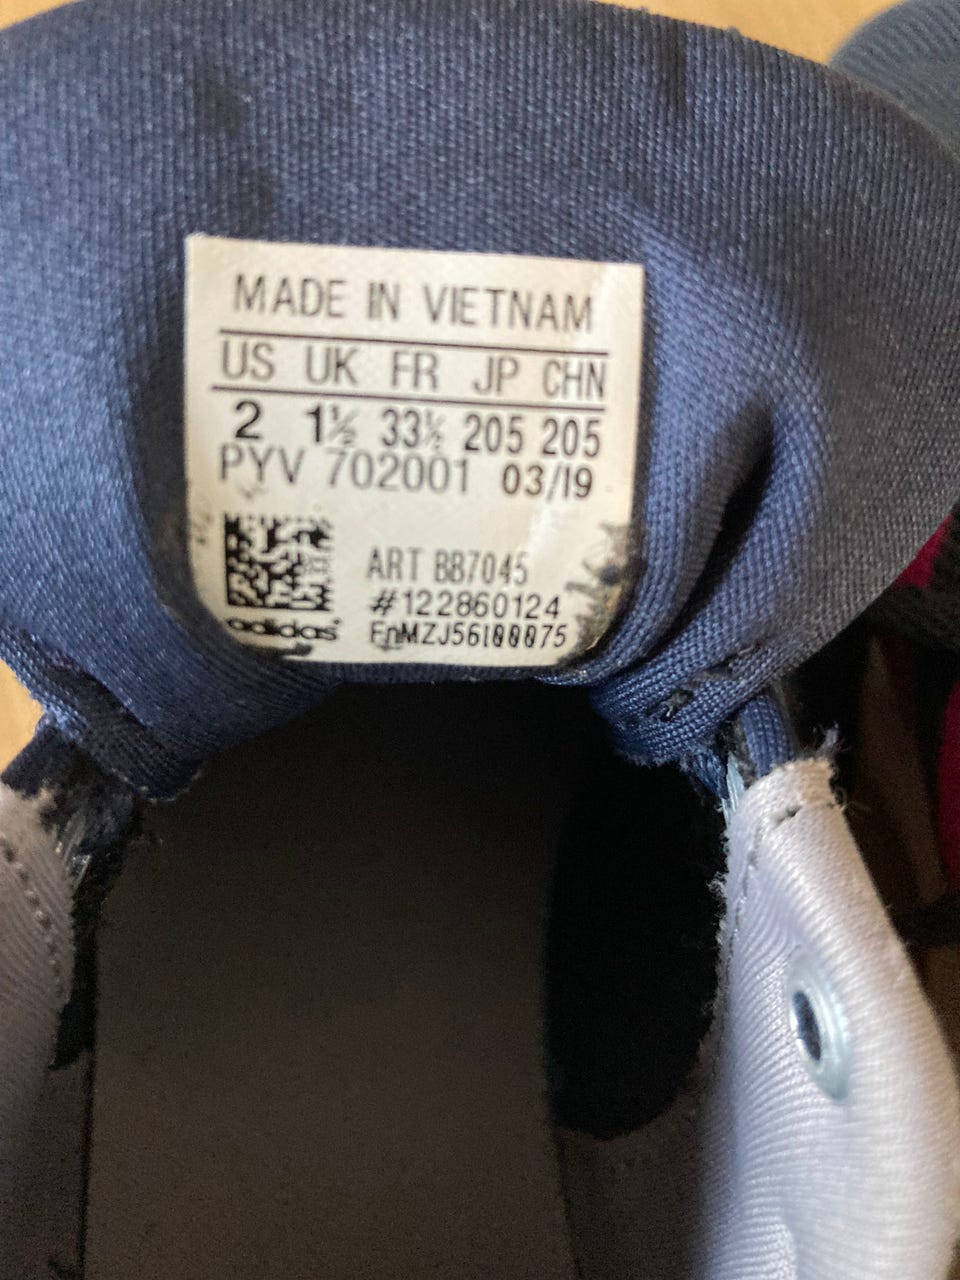 MADE IN VIETNAM
US UK FR JP CHN
2 1½ 33½ 205 205
PYV 702001 03/19
ART BB7045
#122860124
adidas.